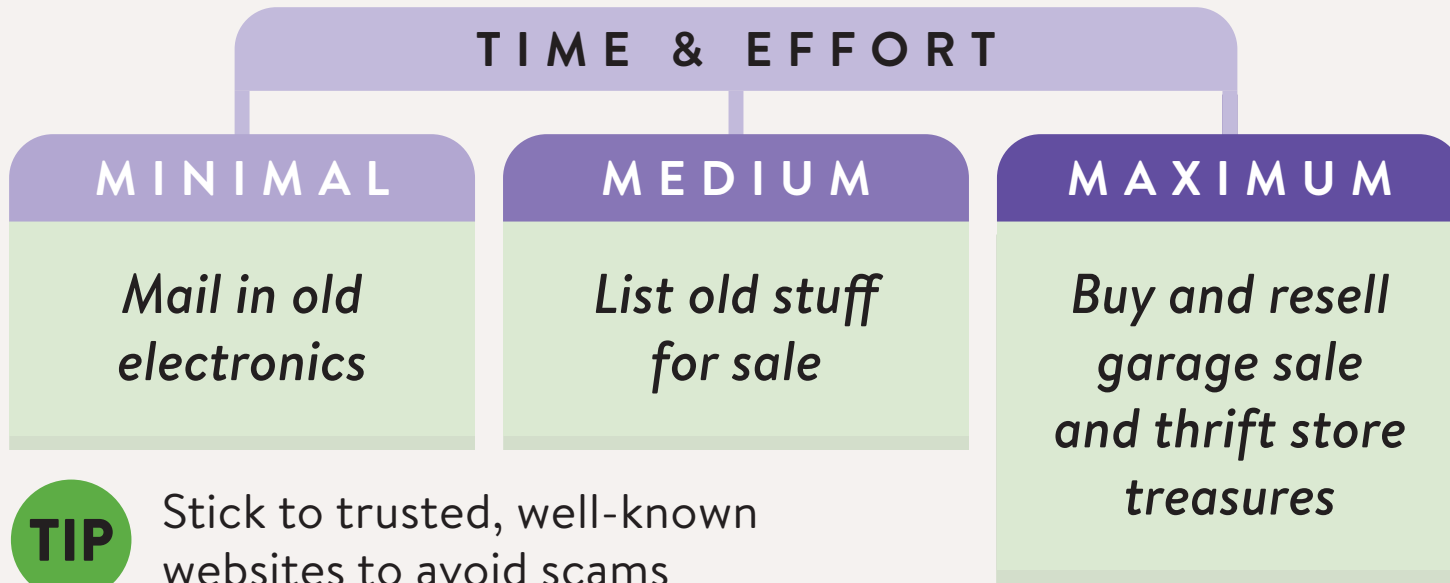 TIME & EFFORT
MINIMAL
Mail in old
electronics
MEDIUM
List old stuff
for sale
MAXIMUM
Buy and resell
garage sale
and thrift store
treasures
TIP
Stick to trusted, well-known
websites to avoid scams